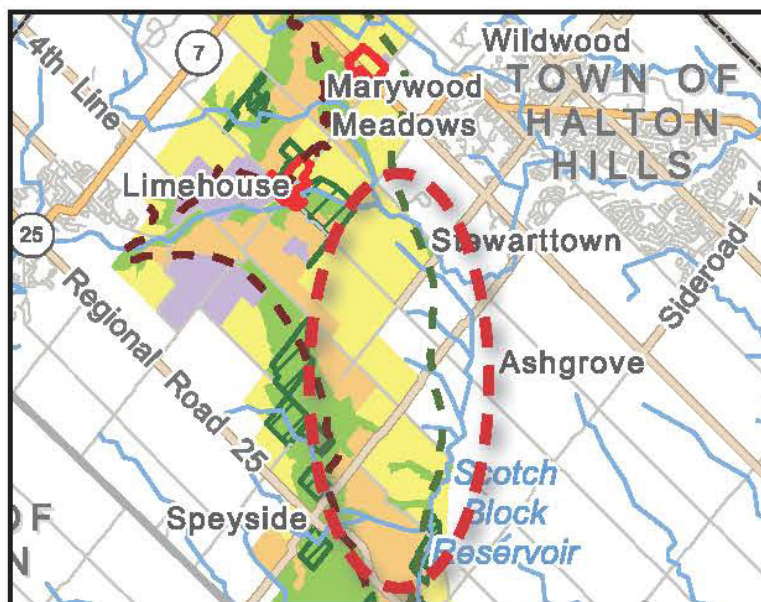 4th Line
7
Wildwood
TOWN OF
HALTON
HILLS
Marywood
Meadows
Limehouse
25
Stewarttown
Sideroad
Regional Road 25
Ashgrove
Scotch
Block
Reservoir
Speyside
OF